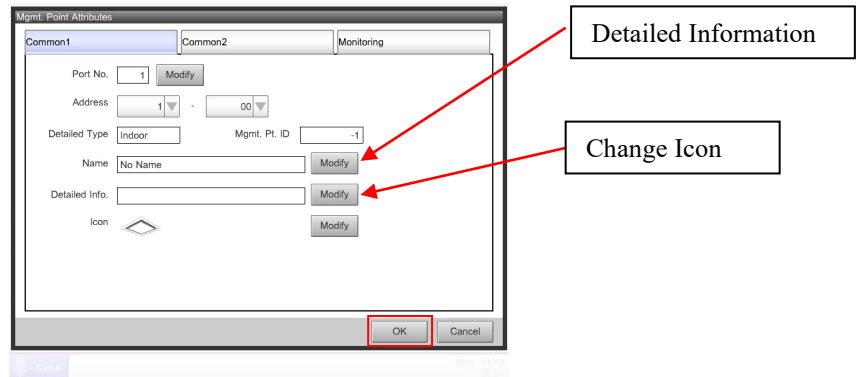 Mgmt. Point Attributes
Common1 Common2 Monitoring
Port No. 1 Modify
Address 1 - 00
Detailed Type Indoor Mgmt. Pt. ID -1
Name No Name Modify
Detailed Info. Modify
Icon Modify
OK Cancel
Close
Detailed Information
Change Icon